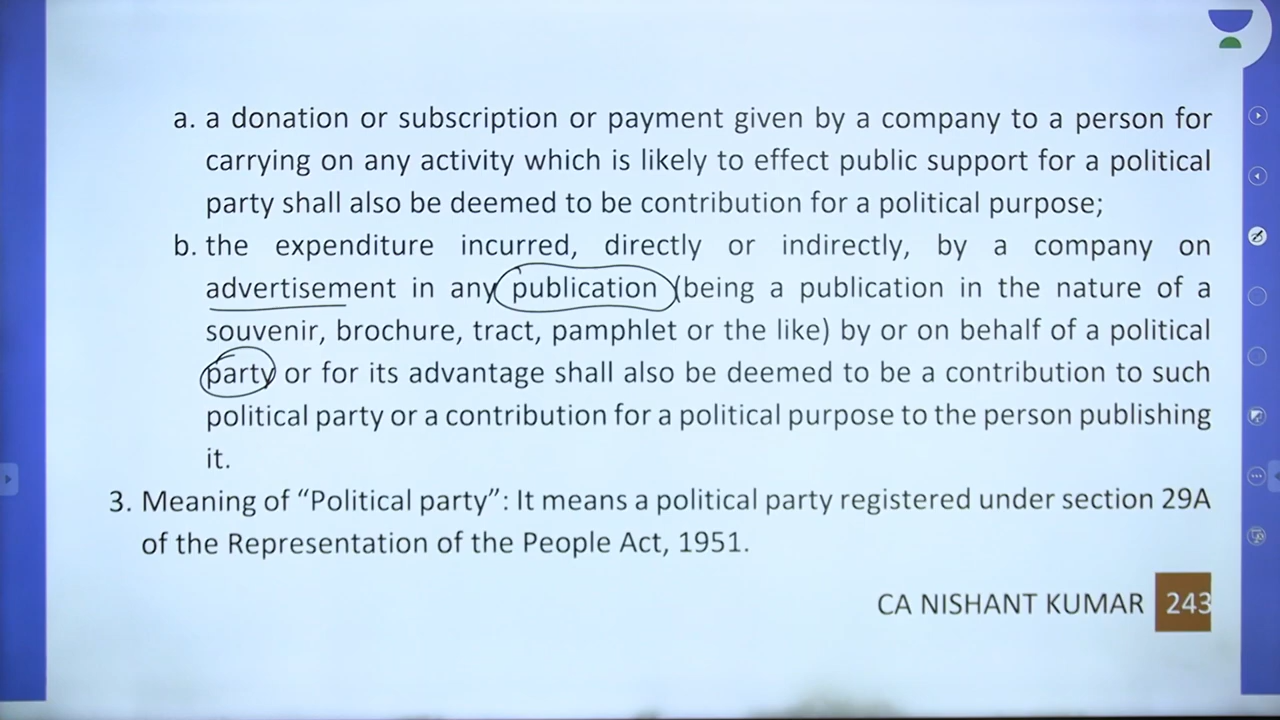 a. a donation or subscription or payment given by a company to a person for
carrying on any activity which is likely to effect public support for a political
party shall also be deemed to be contribution for a political purpose;
b. the expenditure incurred, directly or indirectly, by a company on
advertisement in any publication (being a publication in the nature of a
souvenir, brochure, tract, pamphlet or the like) by or on behalf of a political
party or for its advantage shall also be deemed to be a contribution to such
political party or a contribution for a political purpose to the person publishing
it.
3. Meaning of “Political party”: It means a political party registered under section 29A
of the Representation of the People Act, 1951.
CA NISHANT KUMAR 243